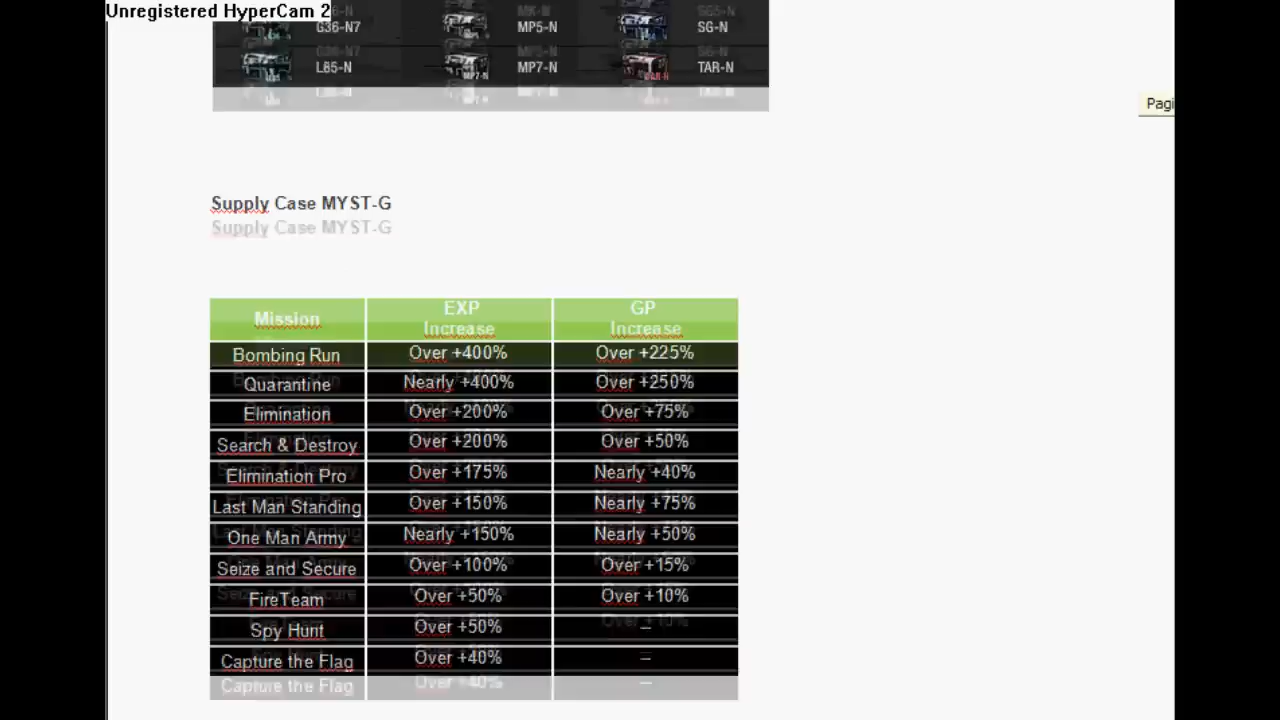 Unregistered HyperCam 2
G36-N7 MP5-N SG-N
L85-N MP7-N TAR-N
Pagi
Supply Case MYST-G
Mission EXP Increase GP Increase
Bombing Run Over +400% Over +225%
Quarantine Nearly +400% Over +250%
Elimination Over +200% Over +75%
Search & Destroy Over +200% Over +50%
Elimination Pro Over +175% Nearly +40%
Last Man Standing Over +150% Nearly +75%
One Man Army Nearly +150% Nearly +50%
Seize and Secure Over +100% Over +15%
FireTeam Over +50% Over +10%
Spy Hunt Over +50% –
Capture the Flag Over +40% –